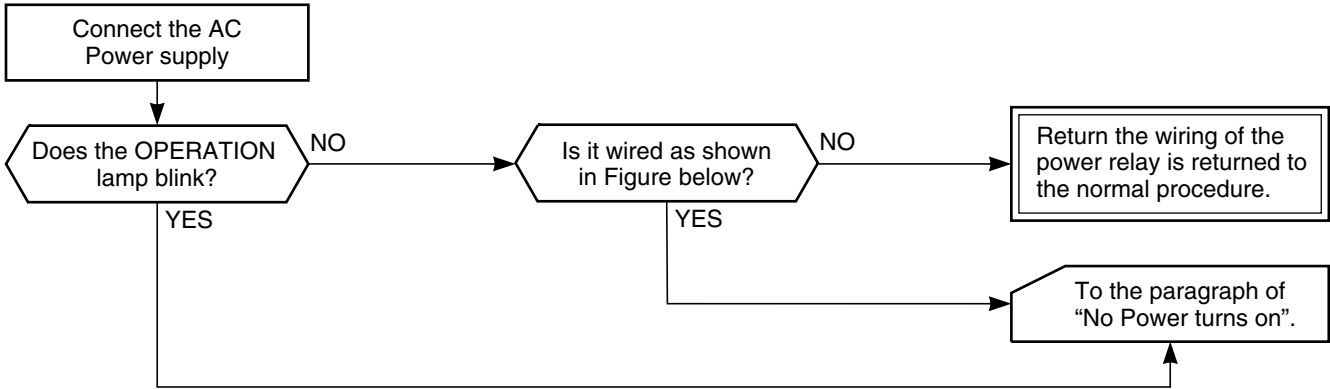 Connect the AC
Power supply
Does the OPERATION
lamp blink?
NO
YES
Is it wired as shown
in Figure below?
NO
YES
Return the wiring of the
power relay is returned to
the normal procedure.
To the paragraph of
“No Power turns on”.